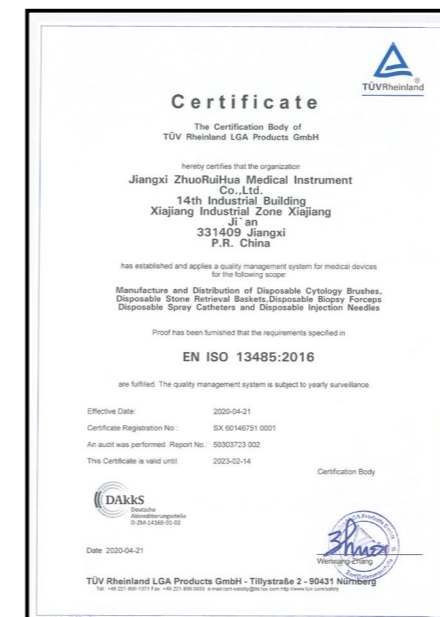 TÜVRheinland
Certificate
The Certification Body of
TÜV Rheinland LGA Products GmbH
hereby certifies that the organization
Jiangxi ZhuoRuiHua Medical Instrument
Co.,Ltd.
14th Industrial Building
Xiajiang Industrial Zone Xiajiang
Ji`an
331409 Jiangxi
P.R. China
has established and applies a quality management system for medical devices
for the following scope:
Manufacture and Distribution of Disposable Cytology Brushes,
Disposable Stone Retrieval Baskets,Disposable Biopsy Forceps
Disposable Spray Catheters and Disposable Injection Needles
Proof has been furnished that the requirements specified in
EN ISO 13485:2016
are fulfilled. The quality management system is subject to yearly surveillance.
Effective Date: 2020-04-21
Certificate Registration No.: SX 60146751 0001
An audit was performed. Report No.: 50303723 002
This Certificate is valid until: 2023-02-14
Certification Body
DAkkS
Deutsche
Akkreditierungsstelle
D-ZM-14169-01-02
Date 2020-04-21
Wenxiang Zhang
TÜV Rheinland LGA Products GmbH - Tillystraße 2 - 90431 Nürnberg